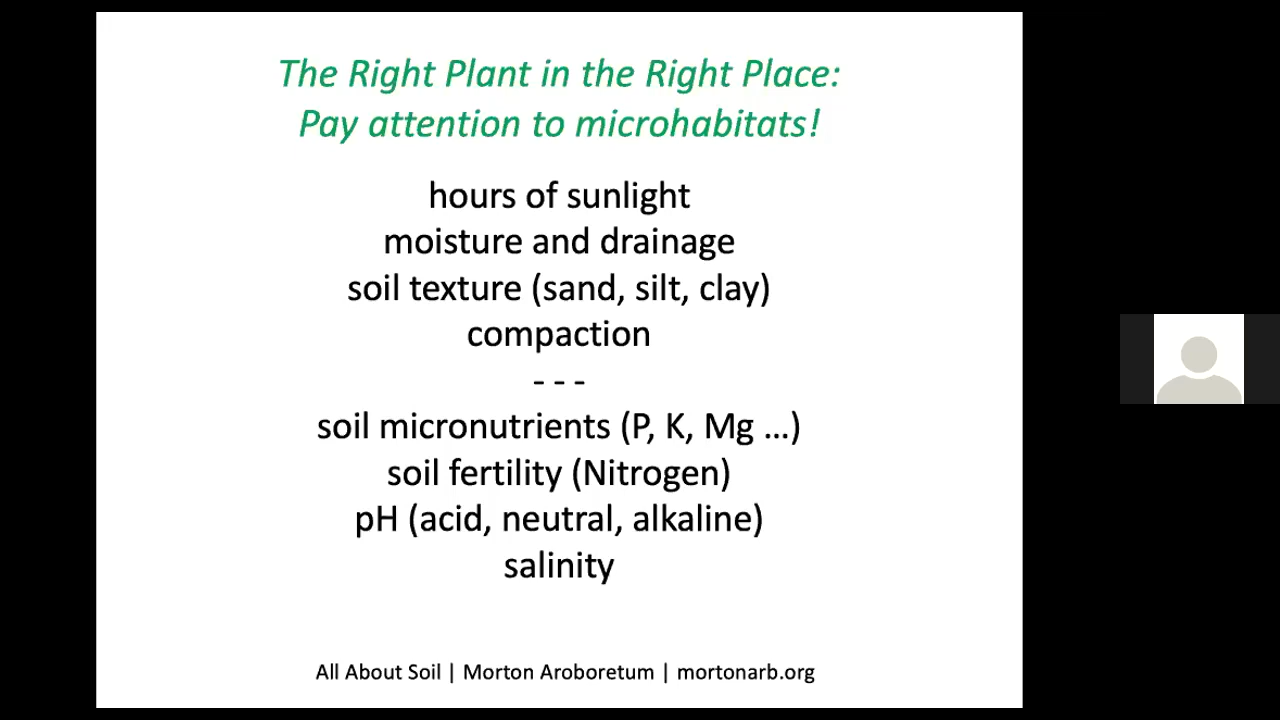 The Right Plant in the Right Place:
Pay attention to microhabitats!
hours of sunlight
moisture and drainage
soil texture (sand, silt, clay)
compaction
- - -
soil micronutrients (P, K, Mg …)
soil fertility (Nitrogen)
pH (acid, neutral, alkaline)
salinity
All About Soil | Morton Aroboretum | mortonarb.org